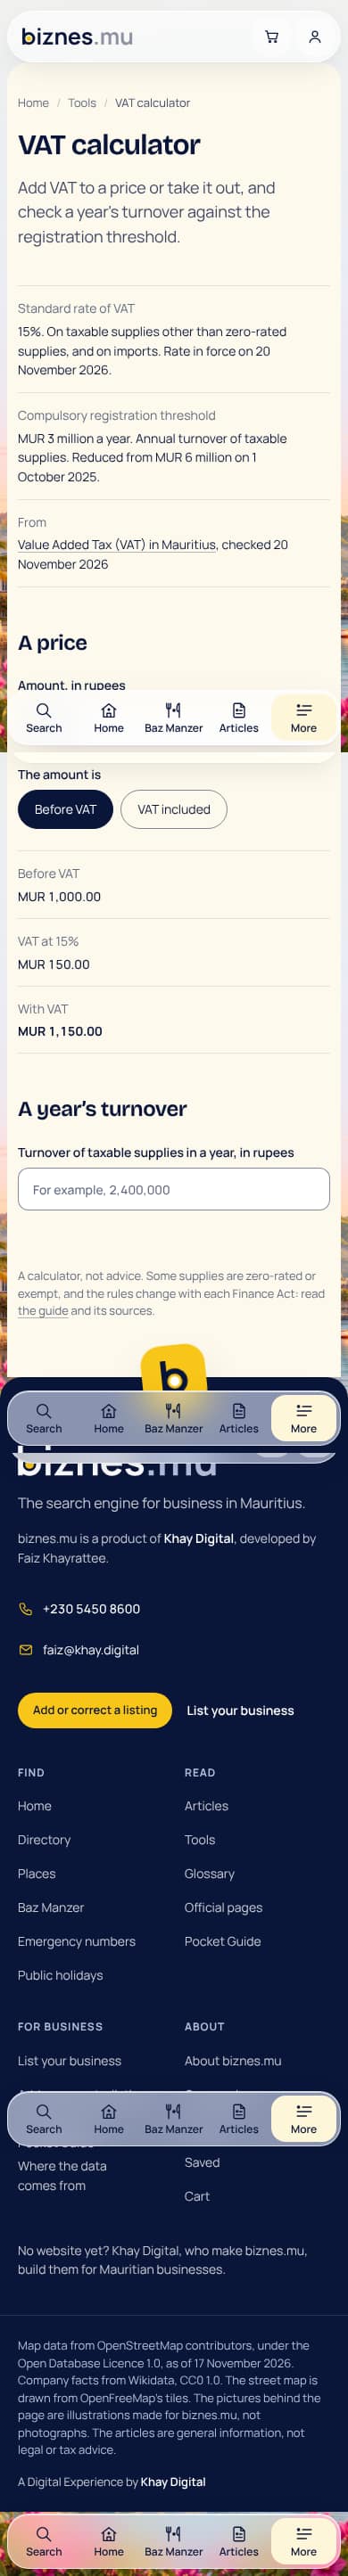 biznes.mu
Home / Tools / VAT calculator
VAT calculator
Add VAT to a price or take it out, and
check a year's turnover against the
registration threshold.
Standard rate of VAT
15%. On taxable supplies other than zero-rated
supplies, and on imports. Rate in force on 20
November 2026.
Compulsory registration threshold
MUR 3 million a year. Annual turnover of taxable
supplies. Reduced from MUR 6 million on 1
October 2025.
From
Value Added Tax (VAT) in Mauritius, checked 20
November 2026
A price
Amount, in rupees
Search Home Baz Manzer Articles More
The amount is
Before VAT VAT included
Before VAT
MUR 1,000.00
VAT at 15%
MUR 150.00
With VAT
MUR 1,150.00
A year’s turnover
Turnover of taxable supplies in a year, in rupees
For example, 2,400,000
A calculator, not advice. Some supplies are zero-rated or
exempt, and the rules change with each Finance Act: read
the guide and its sources.
b
Search Home Baz Manzer Articles More
biznes.mu
The search engine for business in Mauritius.
biznes.mu is a product of Khay Digital, developed by
Faiz Khayrattee.
+230 5450 8600
faiz@khay.digital
Add or correct a listing List your business
FIND READ
Home Articles
Directory Tools
Places Glossary
Baz Manzer Official pages
Emergency numbers Pocket Guide
Public holidays
FOR BUSINESS ABOUT
List your business About biznes.mu
Search Home Baz Manzer Articles More
Where the data
comes from
Saved
Cart
No website yet? Khay Digital, who make biznes.mu,
build them for Mauritian businesses.
Map data from OpenStreetMap contributors, under the
Open Database Licence 1.0, as of 17 November 2026.
Company facts from Wikidata, CC0 1.0. The street map is
drawn from OpenFreeMap's tiles. The pictures behind the
page are illustrations made for biznes.mu, not
photographs. The articles are general information, not
legal or tax advice.
A Digital Experience by Khay Digital
Search Home Baz Manzer Articles More